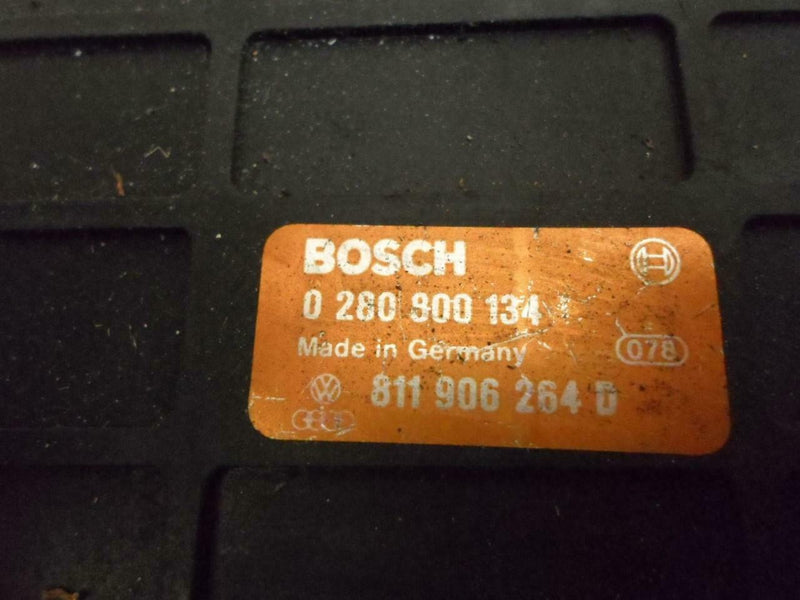 BOSCH
0 280 800 134
Made in Germany
078
811 906 264 D